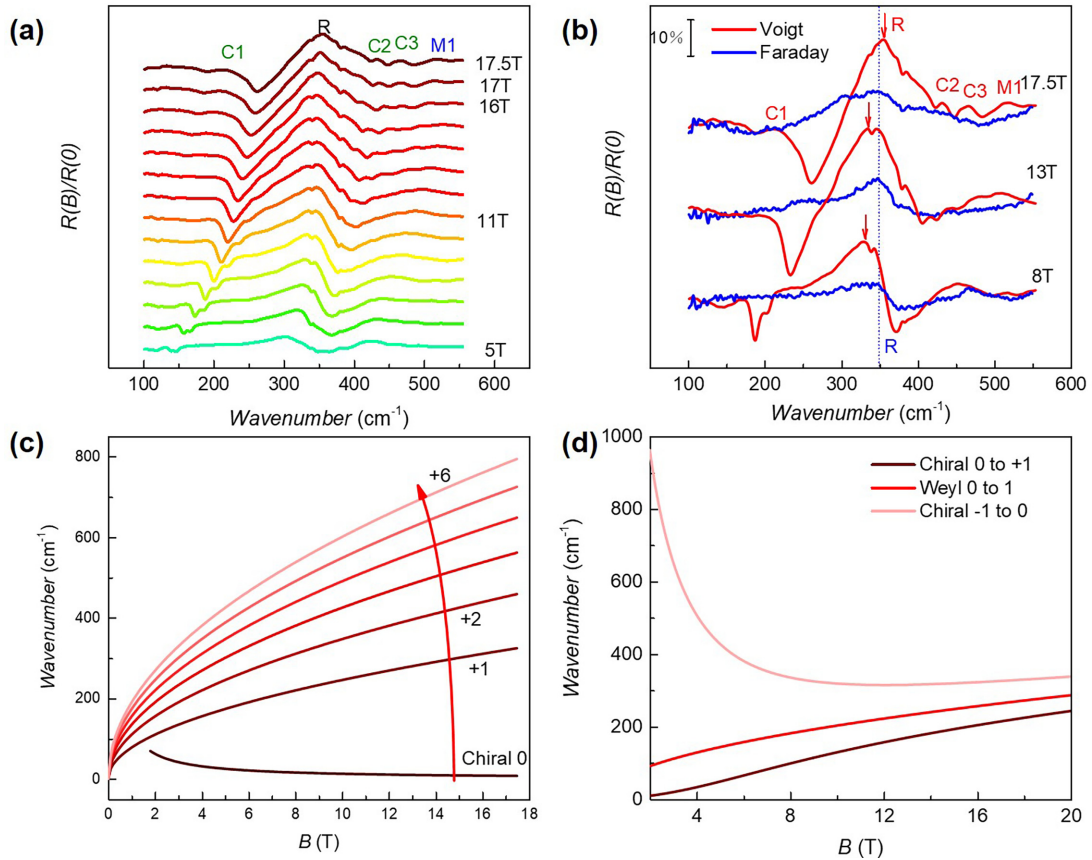 (a)
R
C1
C2
C3
M1
17.5T
17T
16T
11T
5T
R(B)/R(0)
100 200 300 400 500 600
Wavenumber (cm-1)
(b)
10%
Voigt
Faraday
R
C2
C3
M1
17.5T
C1
13T
8T
R
R(B)/R(0)
100 200 300 400 500 600
Wavenumber (cm-1)
(c)
800
600
400
200
0
+6
+2
+1
Chiral 0
Wavenumber (cm-1)
0 2 4 6 8 10 12 14 16 18
B (T)
(d)
1000
800
600
400
200
0
Chiral 0 to +1
Weyl 0 to 1
Chiral -1 to 0
Wavenumber (cm-1)
4 8 12 16 20
B (T)